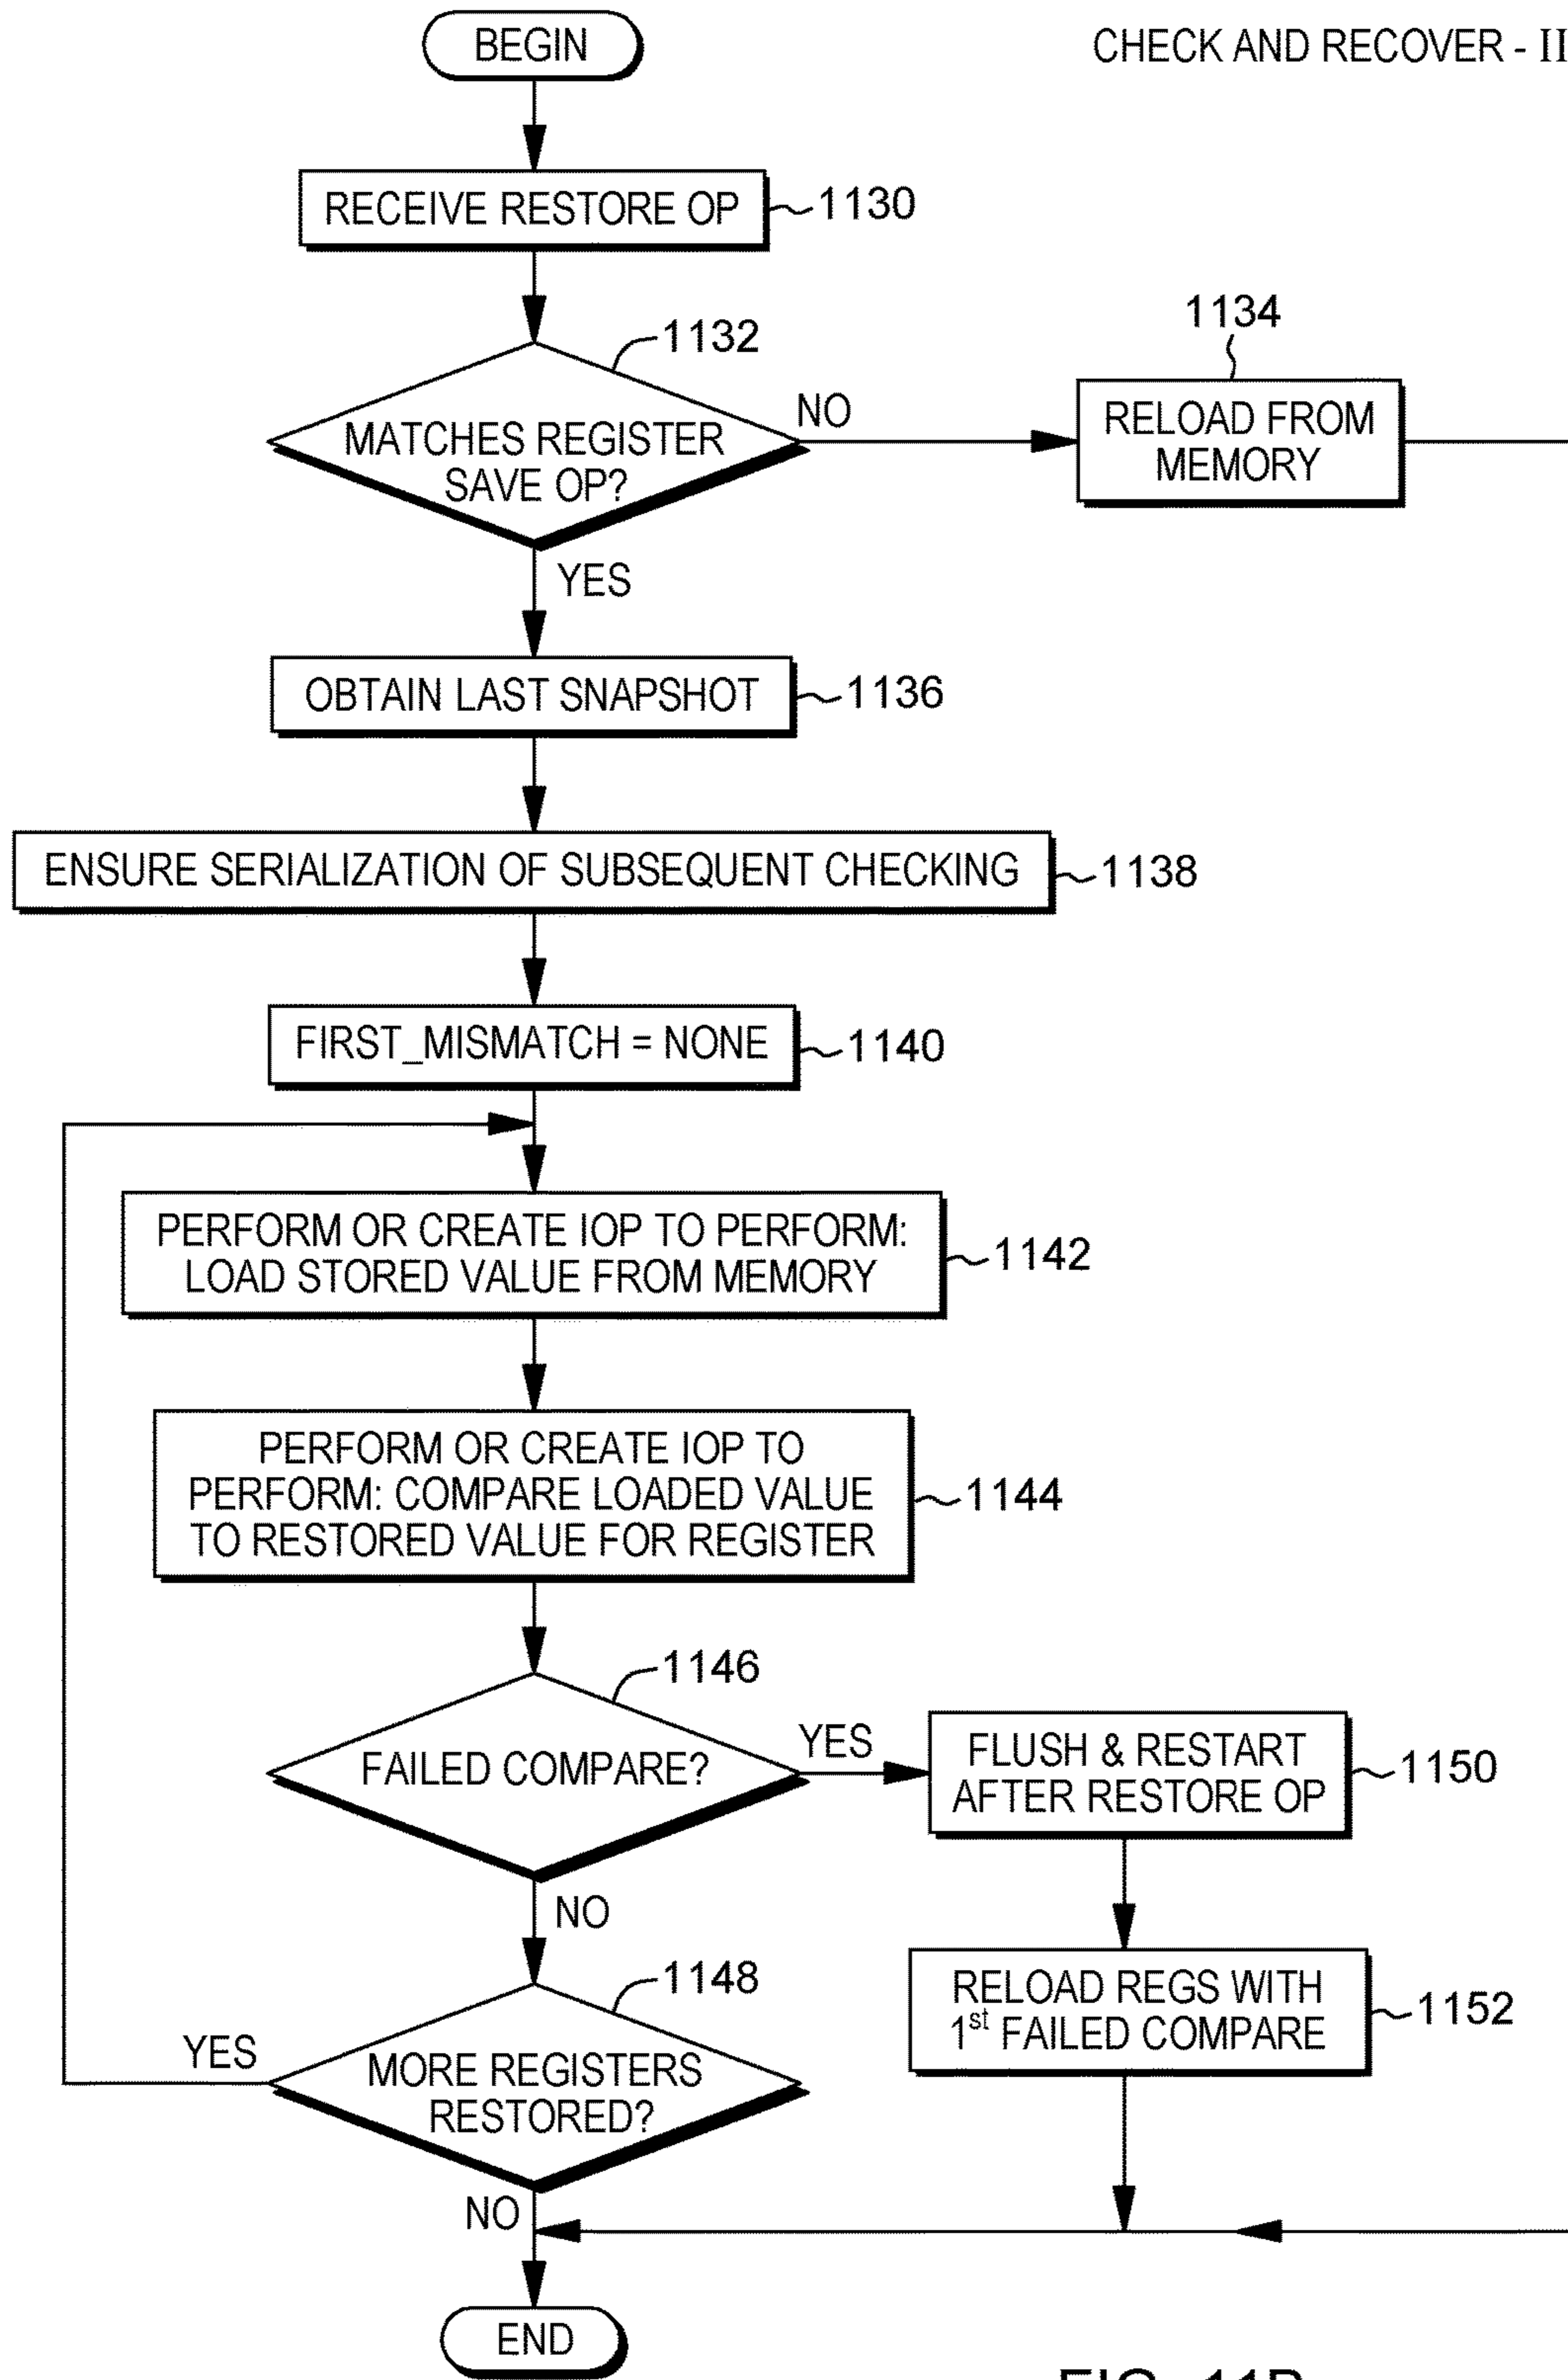 BEGIN
CHECK AND RECOVER - II
RECEIVE RESTORE OP
1130
1132
MATCHES REGISTER
SAVE OP?
NO
1134
RELOAD FROM
MEMORY
YES
OBTAIN LAST SNAPSHOT
1136
ENSURE SERIALIZATION OF SUBSEQUENT CHECKING
1138
FIRST_MISMATCH = NONE
1140
PERFORM OR CREATE IOP TO PERFORM:
LOAD STORED VALUE FROM MEMORY
1142
PERFORM OR CREATE IOP TO
PERFORM: COMPARE LOADED VALUE
TO RESTORED VALUE FOR REGISTER
1144
1146
FAILED COMPARE?
YES
FLUSH & RESTART
AFTER RESTORE OP
1150
NO
1148
MORE REGISTERS
RESTORED?
YES
RELOAD REGS WITH
1st FAILED COMPARE
1152
NO
END